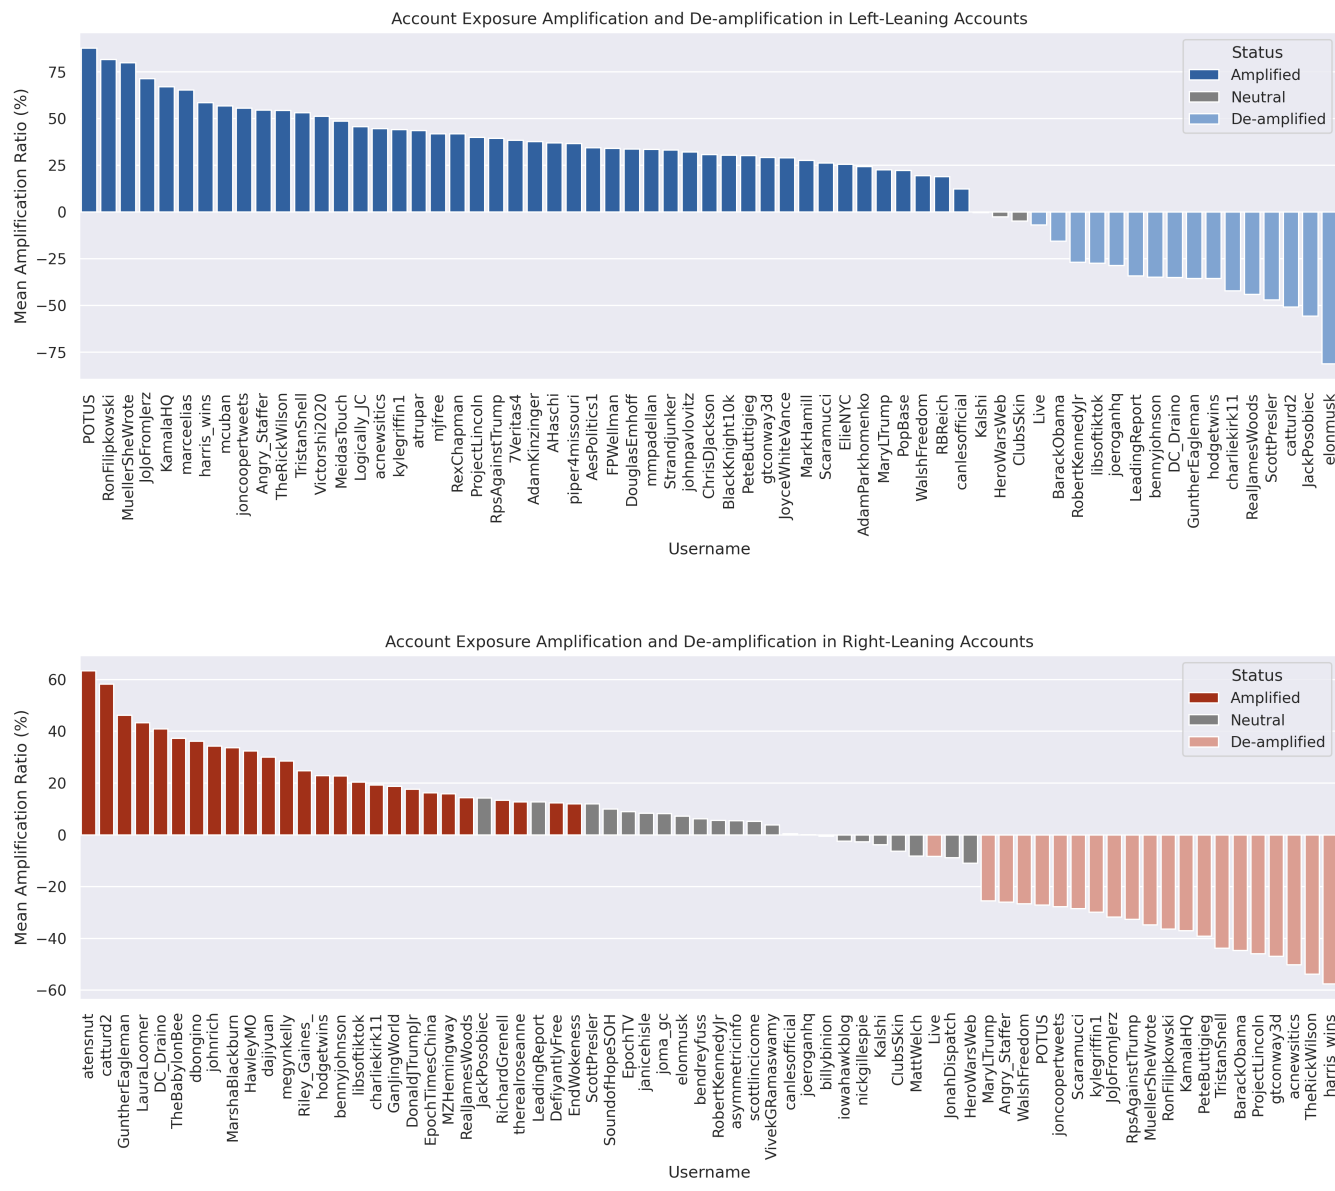 Account Exposure Amplification and De-amplification in Left-Leaning Accounts
Mean Amplification Ratio (%)
75
50
25
0
−25
−50
−75
Status
Amplified
Neutral
De-amplified
POTUS
RonFilipkowski
MuellerSheWrote
JoJoFromJerz
KamalaHQ
marceelias
harris_wins
mcuban
joncoopertweets
Angry_Staffer
TheRickWilson
TristanSnell
Victorshi2020
MeidasTouch
Logically_JC
acnewsitics
kylegriffin1
atrupar
mjfree
RexChapman
ProjectLincoln
RpsAgainstTrump
7Veritas4
AdamKinzinger
AHaschi
piper4missouri
AesPolitics1
FPWellman
DouglasEmhoff
mmpadellan
Strandjunker
johnpavlovitz
ChrisDJackson
BlackKnight10k
PeteButtigieg
gtconway3d
JoyceWhiteVance
MarkHamill
Scaramucci
ElieNYC
AdamParkhomenko
MaryLTrump
PopBase
WalshFreedom
RBReich
canlesofficial
Kalshi
HeroWarsWeb
ClubsSkin
Live
BarackObama
RobertKennedyJr
libsoftiktok
joeroganhq
LeadingReport
bennyjohnson
DC_Draino
GuntherEagleman
hodgetwins
charliekirk11
RealJamesWoods
ScottPresler
catturd2
JackPosobiec
elonmusk
Username
Account Exposure Amplification and De-amplification in Right-Leaning Accounts
Mean Amplification Ratio (%)
60
40
20
0
−20
−40
−60
Status
Amplified
Neutral
De-amplified
atensnut
catturd2
GuntherEagleman
LauraLoomer
DC_Draino
TheBabylonBee
dbongino
johnrich
MarshaBlackburn
HawleyMO
dajiyuan
megynkelly
Riley_Gaines_
hodgetwins
bennyjohnson
libsoftiktok
charliekirk11
GanJingWorld
DonaldJTrumpJr
EpochTimesChina
MZHemingway
RealJamesWoods
JackPosobiec
RichardGrenell
therealroseanne
LeadingReport
DefiyantlyFree
EndWokeness
ScottPresler
SoundofHopeSOH
EpochTV
janicehisle
joma_gc
elonmusk
bendreyfuss
RobertKennedyJr
asymmetricinfo
scottlincicome
VivekGRamaswamy
canlesofficial
joeroganhq
billybinion
iowahawkblog
nickgillespie
Kalshi
ClubsSkin
MattWelch
Live
JonahDispatch
HeroWarsWeb
MaryLTrump
Angry_Staffer
WalshFreedom
POTUS
joncoopertweets
Scaramucci
kylegriffin1
JoJoFromJerz
RpsAgainstTrump
MuellerSheWrote
RonFilipkowski
KamalaHQ
PeteButtigieg
TristanSnell
BarackObama
ProjectLincoln
gtconway3d
acnewsitics
TheRickWilson
harris_wins
Username